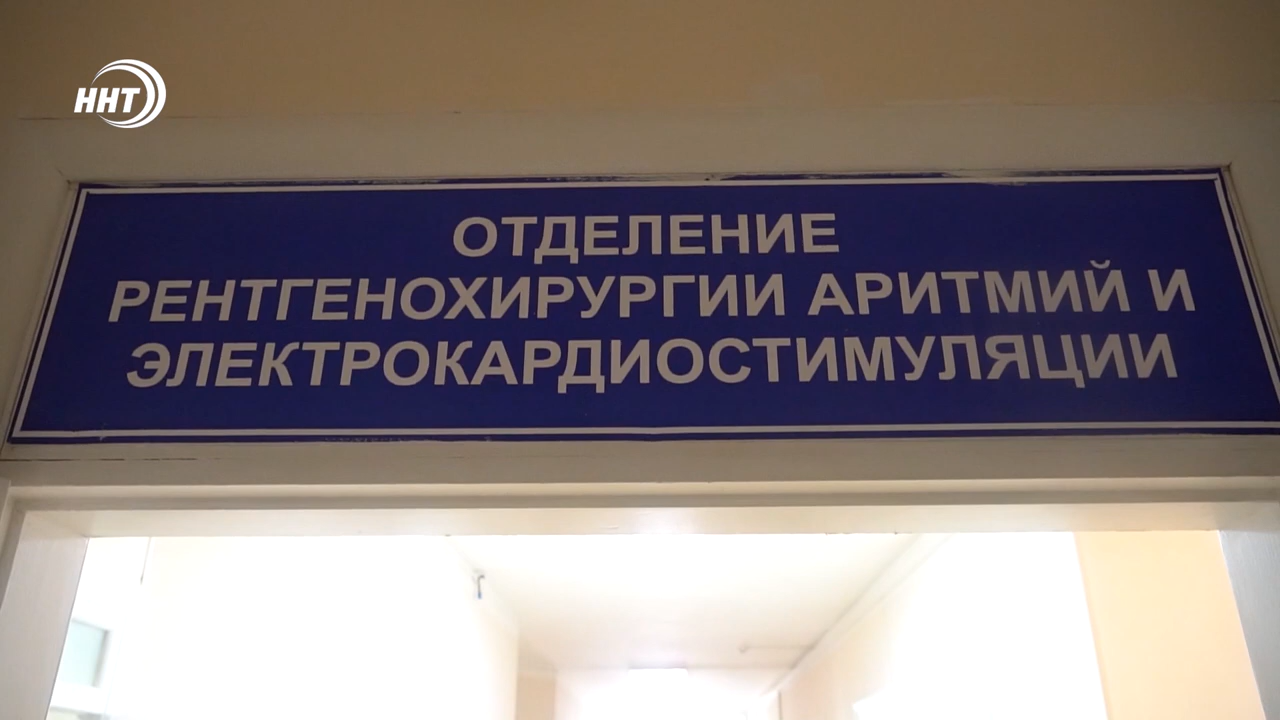 ННТ
ОТДЕЛЕНИЕ
РЕНТГЕНОХИРУРГИИ АРИТМИЙ И
ЭЛЕКТРОКАРДИОСТИМУЛЯЦИИ